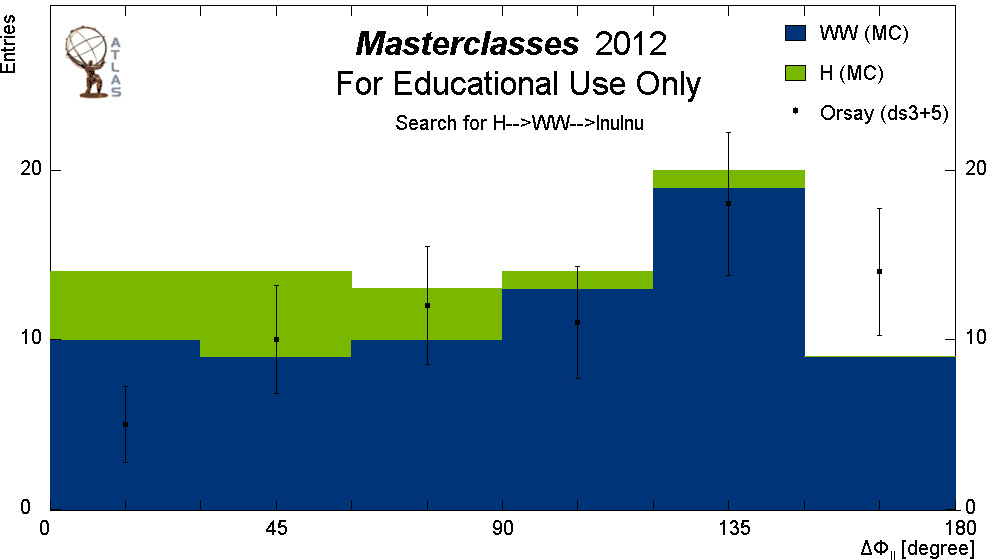 Entries
ATLAS
Masterclasses 2012
For Educational Use Only
Search for H-->WW-->lnulnu
WW (MC)
H (MC)
Orsay (ds3+5)
20 20
10 10
0 0
0 45 90 135 180
ΔΦll [degree]